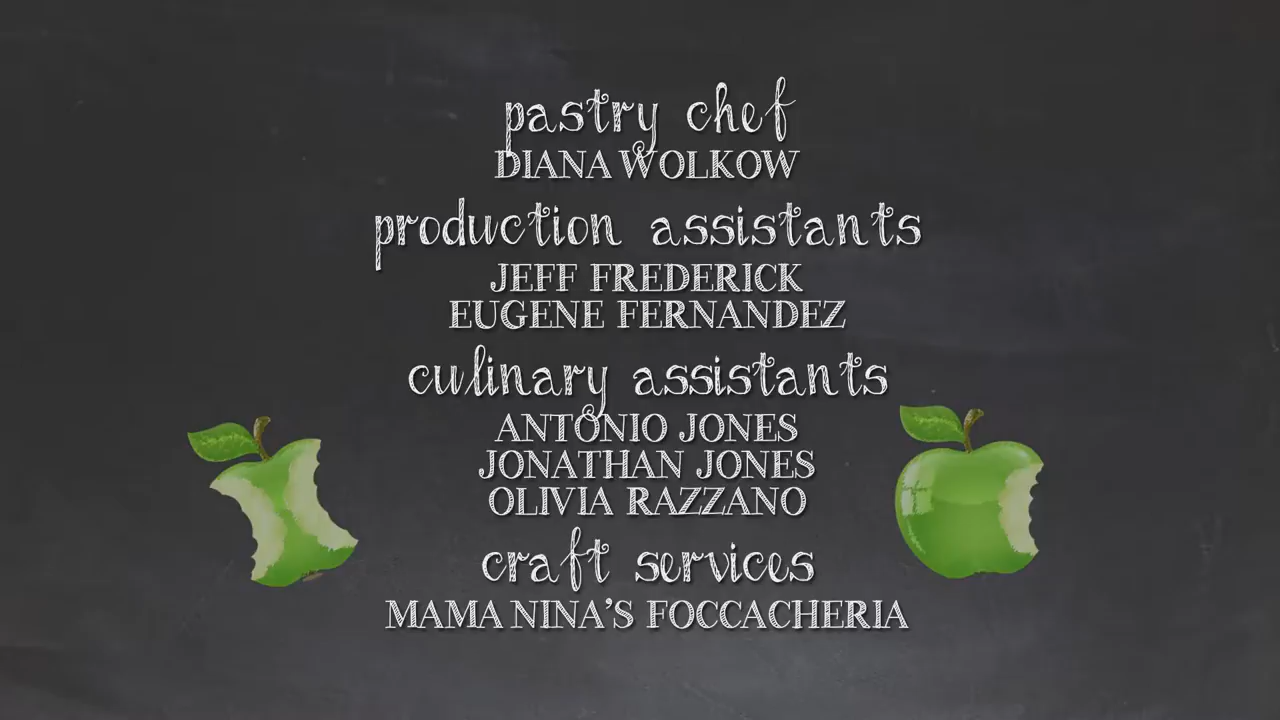 pastry chef
DIANA WOLKOW
production assistants
JEFF FREDERICK
EUGENE FERNANDEZ
culinary assistants
ANTONIO JONES
JONATHAN JONES
OLIVIA RAZZANO
craft services
MAMA NINA'S FOCCACHERIA